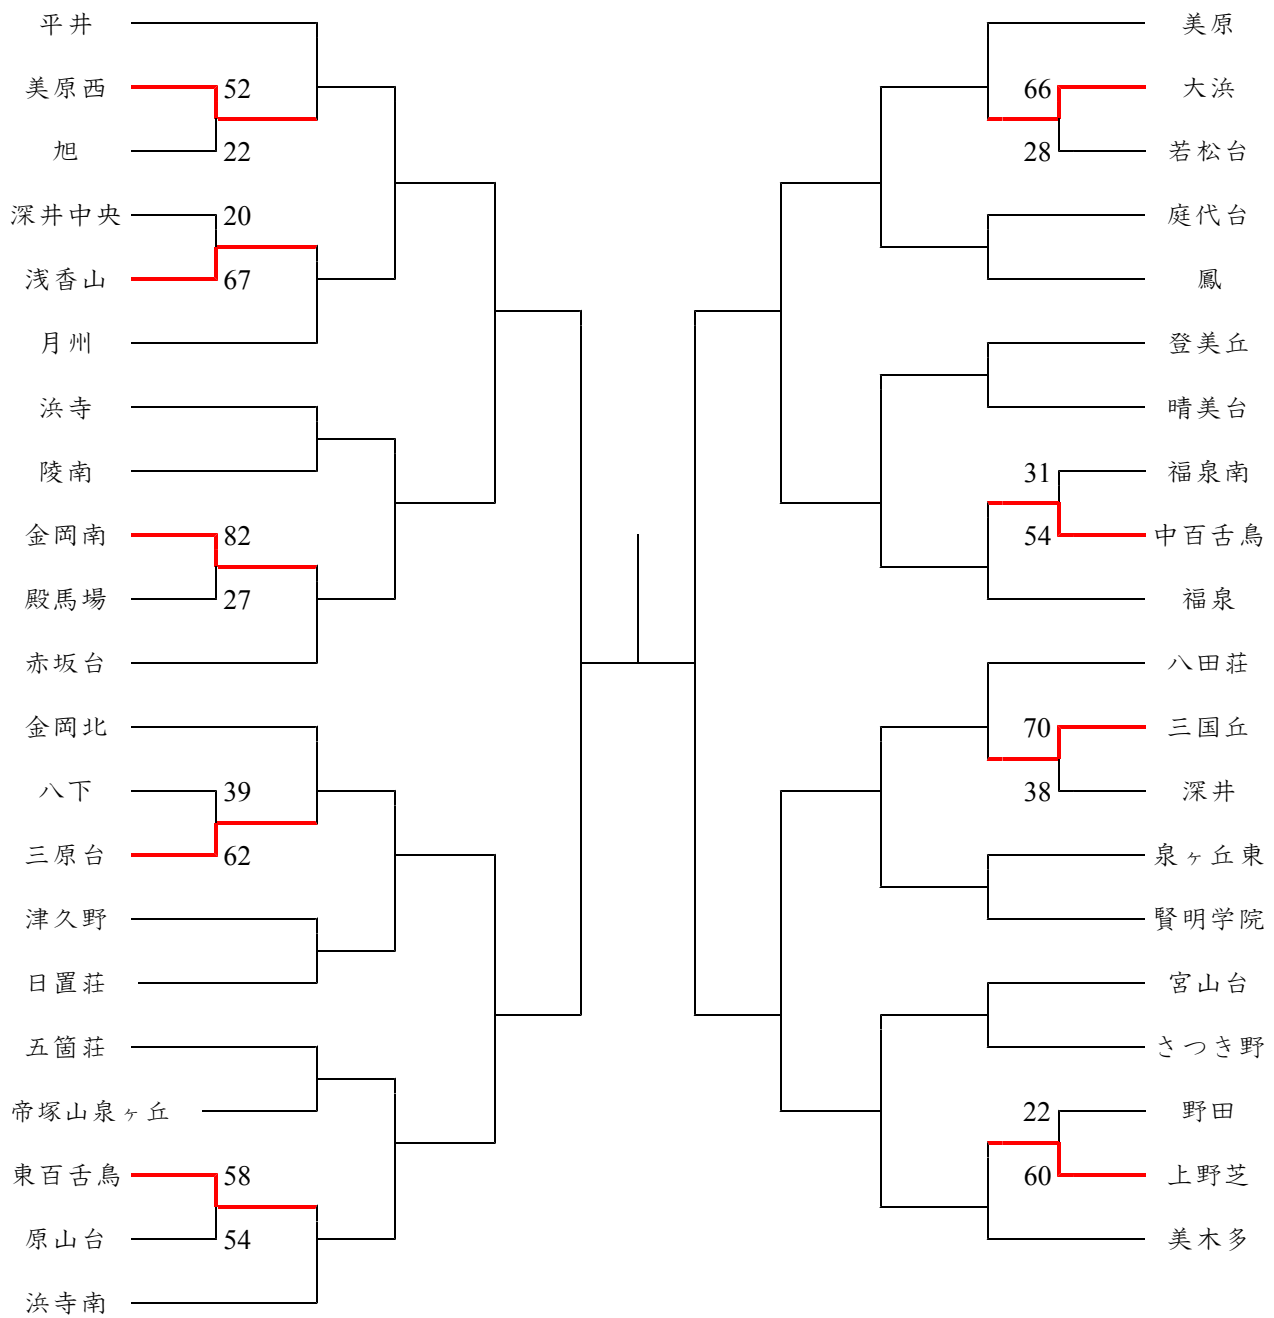 平井
美原西 52
旭 22
深井中央 20
浅香山 67
月州
浜寺
陵南
金岡南 82
殿馬場 27
赤坂台
金岡北
八下 39
三原台 62
津久野
日置荘
五箇荘
帝塚山泉ヶ丘
東百舌鳥 58
原山台 54
浜寺南
美原
66 大浜
28 若松台
庭代台
鳳
登美丘
晴美台
31 福泉南
54 中百舌鳥
福泉
八田荘
70 三国丘
38 深井
泉ヶ丘東
賢明学院
宮山台
さつき野
22 野田
60 上野芝
美木多